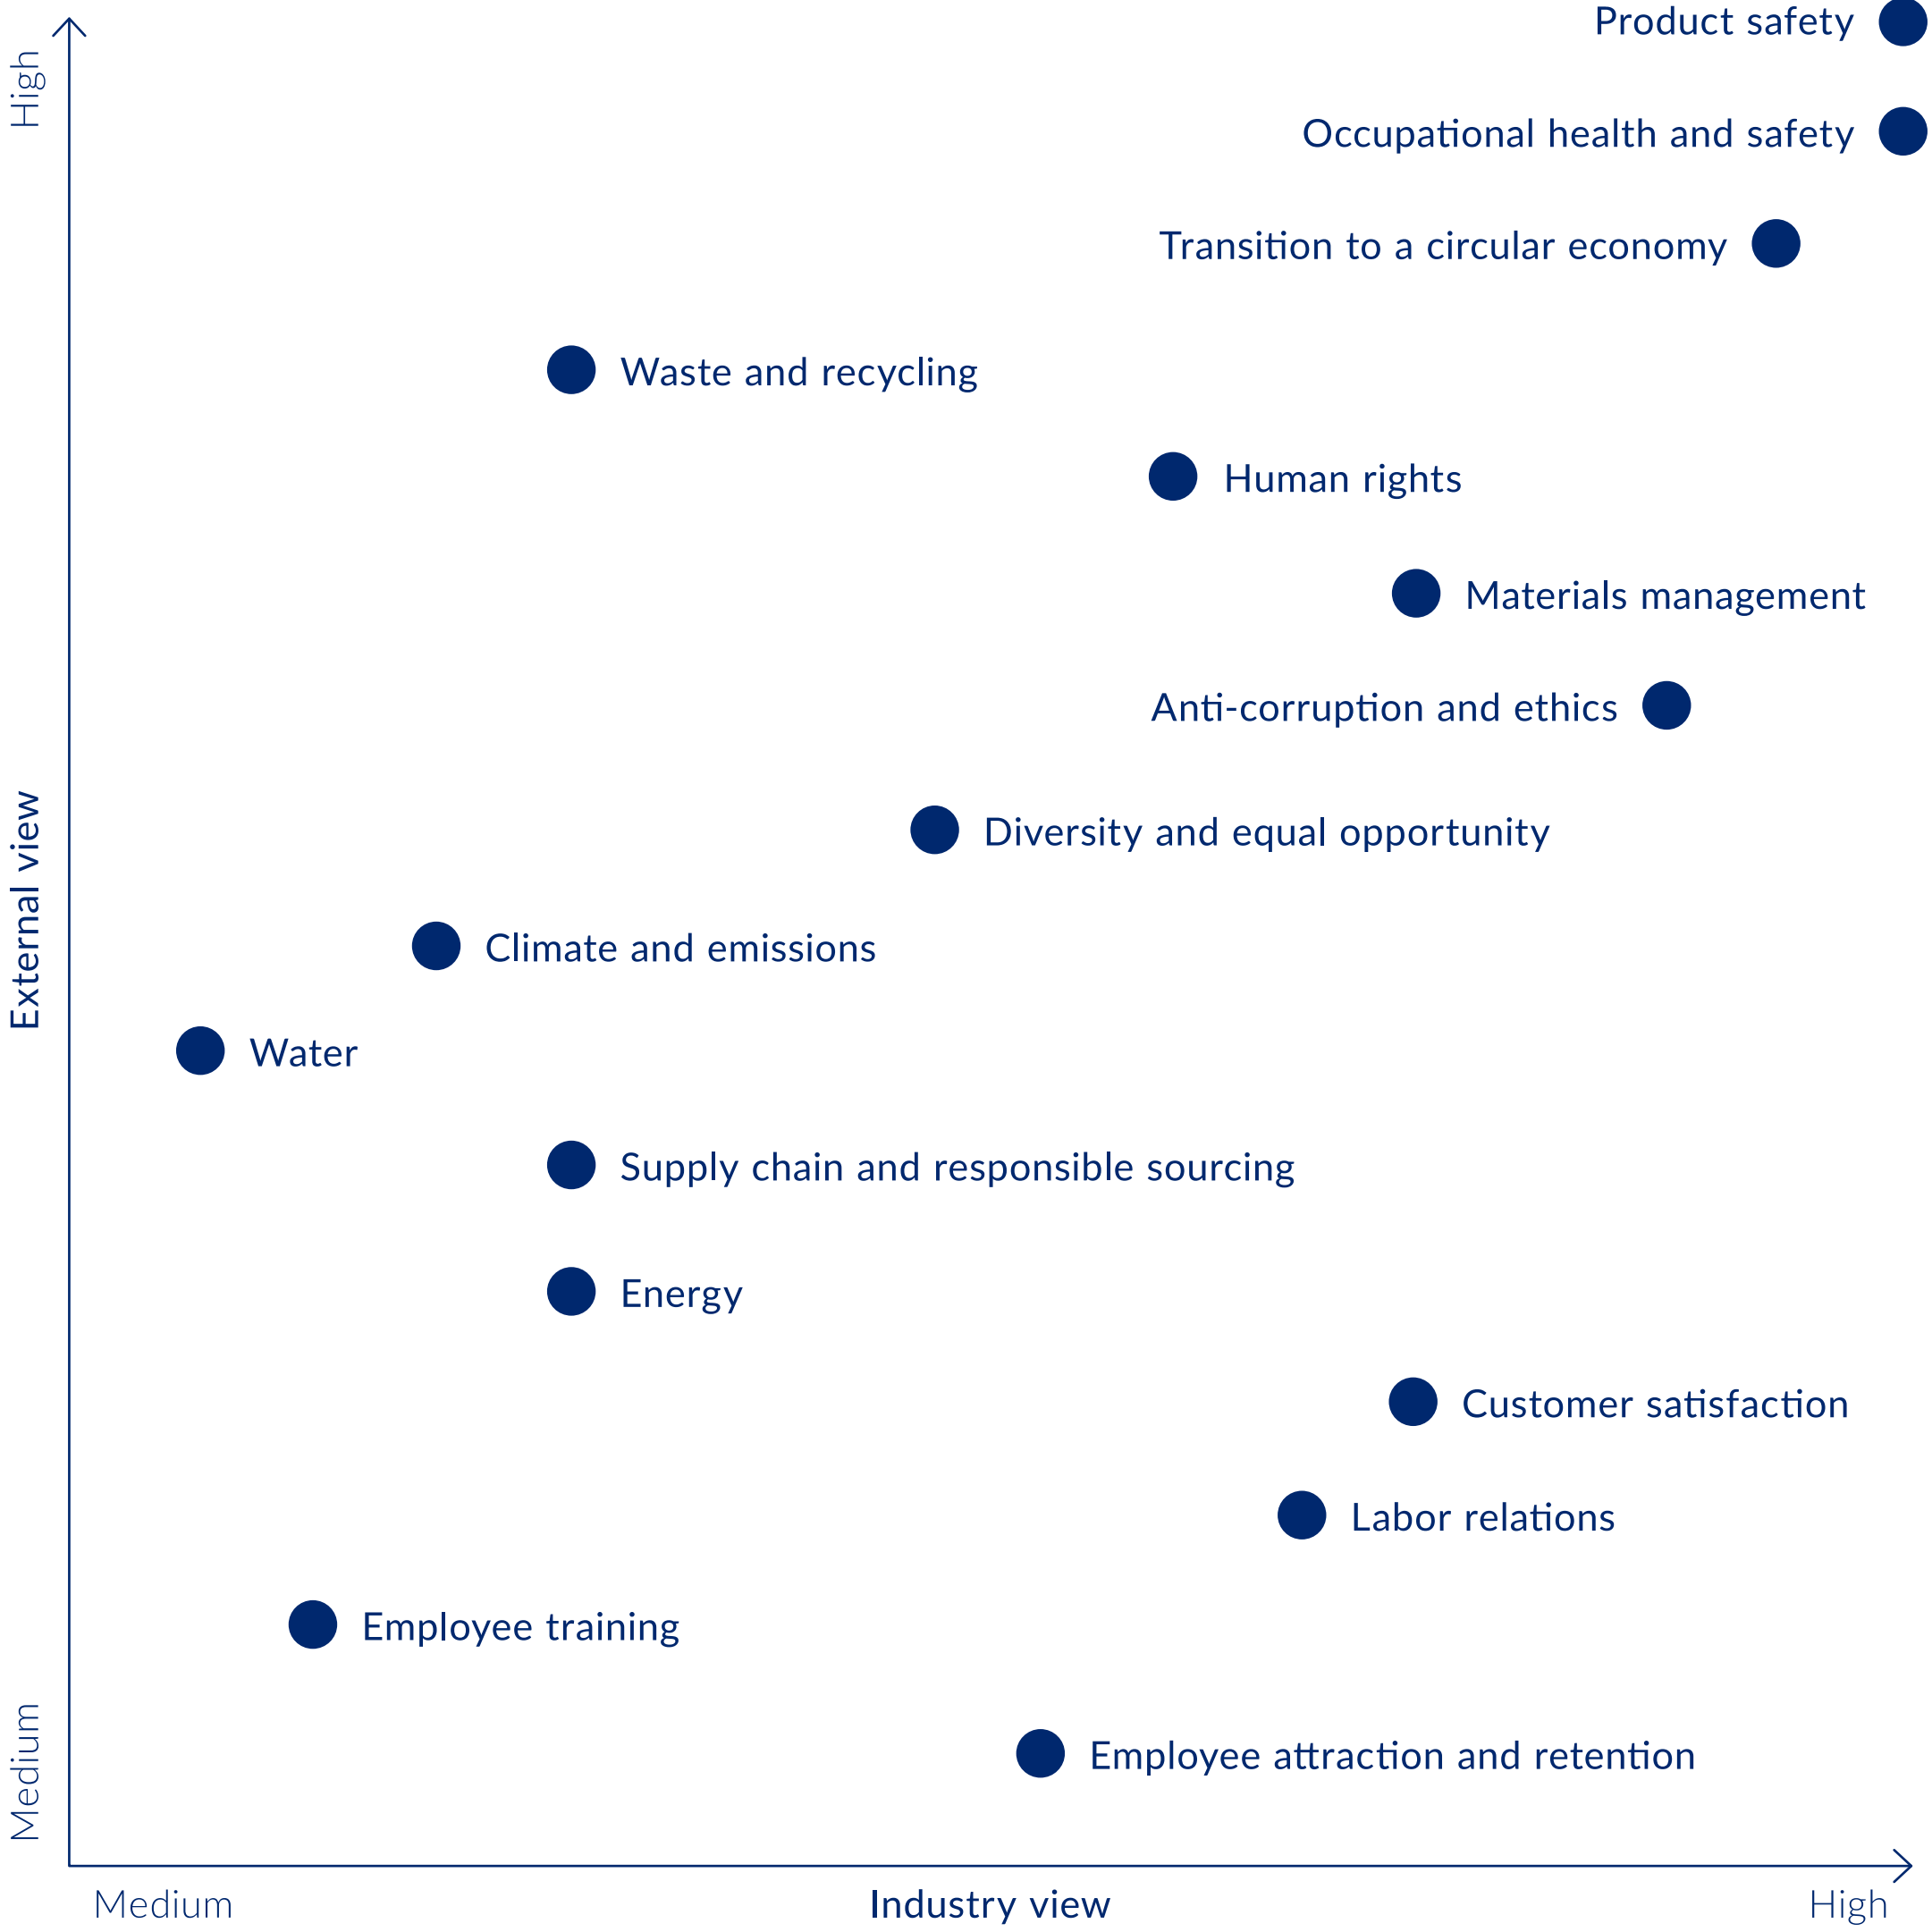 High
Product safety
Occupational health and safety
Transition to a circular economy
Waste and recycling
Human rights
Materials management
Anti-corruption and ethics
Diversity and equal opportunity
External view
Climate and emissions
Water
Supply chain and responsible sourcing
Energy
Customer satisfaction
Labor relations
Employee training
Employee attraction and retention
Medium
Medium
Industry view
High